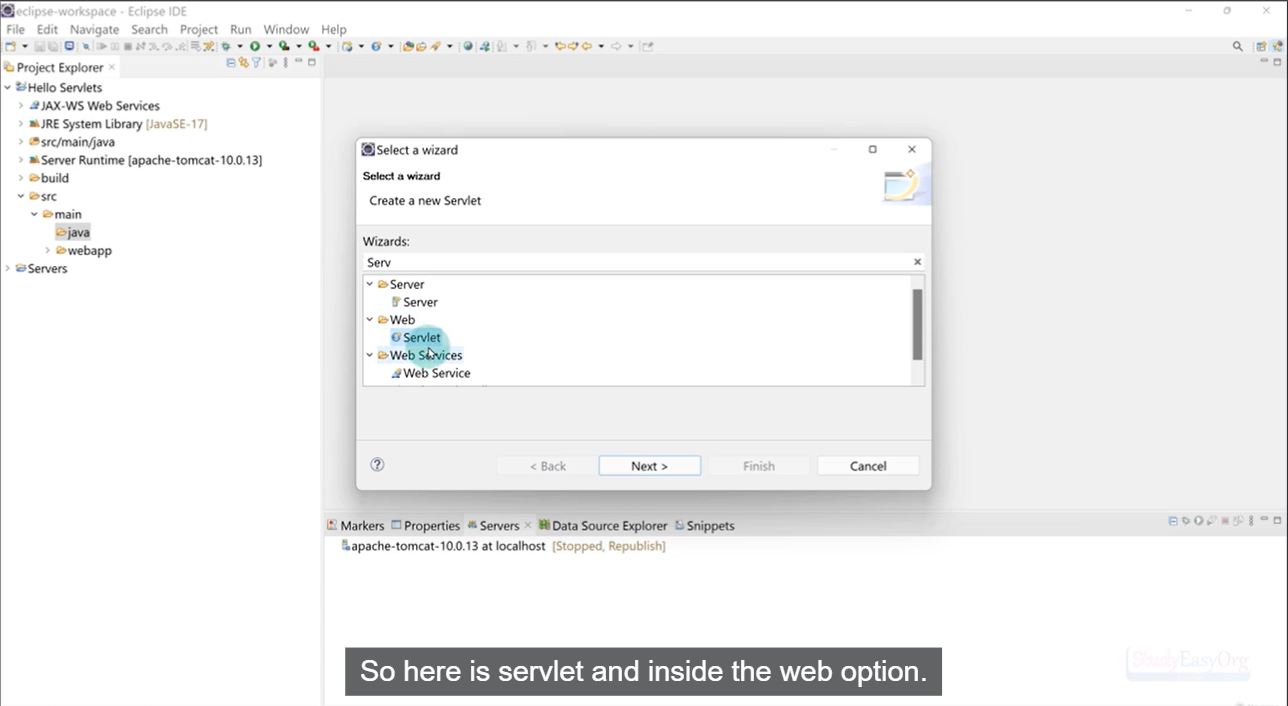 eclipse-workspace - Eclipse IDE
File Edit Navigate Search Project Run Window Help
Project Explorer
Hello Servlets
JAX-WS Web Services
JRE System Library [JavaSE-17]
src/main/java
Server Runtime [apache-tomcat-10.0.13]
build
src
main
java
webapp
Servers
Select a wizard
Select a wizard
Create a new Servlet
Wizards:
Serv
Server
Server
Web
Servlet
Web Services
Web Service
< Back Next > Finish Cancel
Markers Properties Servers Data Source Explorer Snippets
apache-tomcat-10.0.13 at localhost [Stopped, Republish]
So here is servlet and inside the web option.
StudyEasyOrg